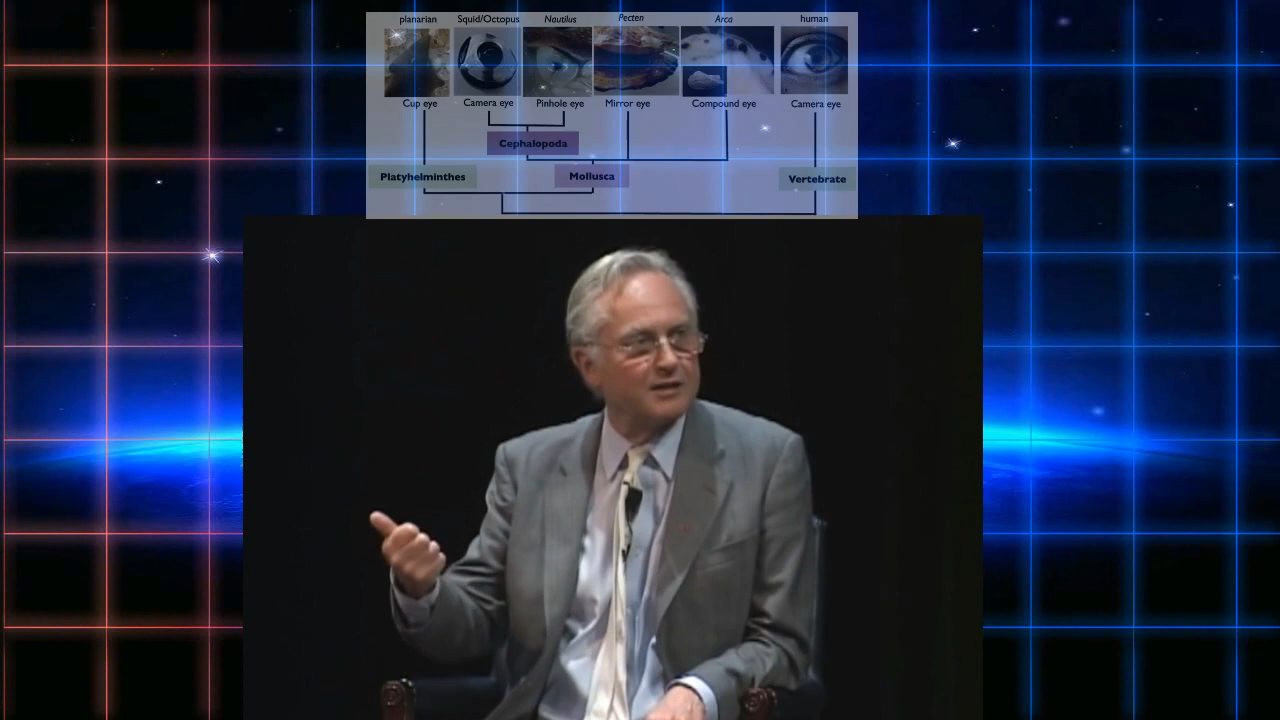 planarian Squid/Octopus Nautilus Pecten Arca human
Cup eye Camera eye Pinhole eye Mirror eye Compound eye Camera eye
Cephalopoda
Platyhelminthes Mollusca Vertebrate